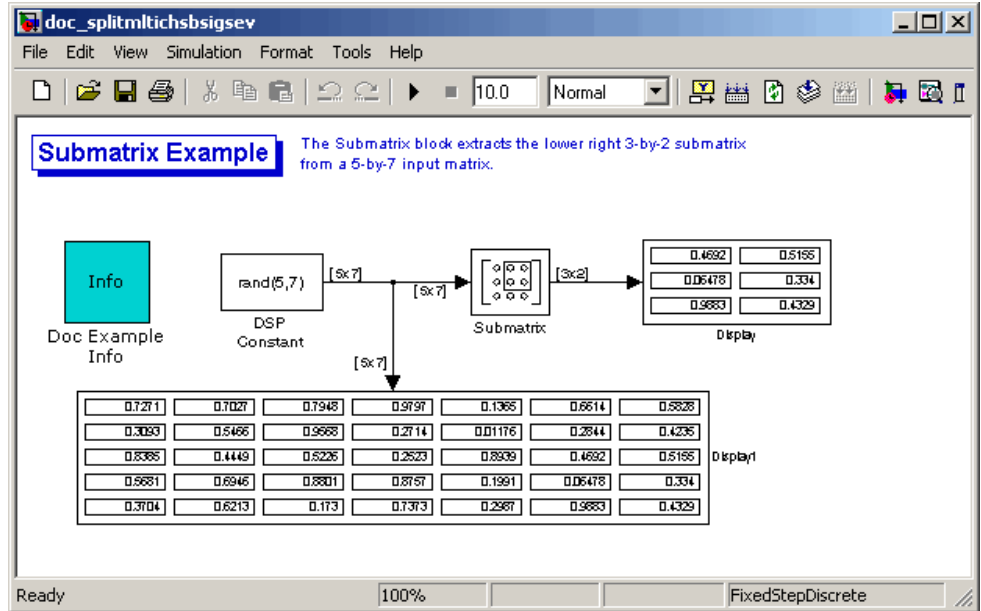 doc_splitmltichsbsigsev
File Edit View Simulation Format Tools Help
10.0 Normal
Submatrix Example
The Submatrix block extracts the lower right 3-by-2 submatrix
from a 5-by-7 input matrix.
Info
Doc Example
Info
rand(5,7)
DSP
Constant
[5x7]
[5x7]
[5x7]
Submatrix
[3x2]
0.4692 0.5155
0.06478 0.334
0.9883 0.4329
Display
0.7271 0.7027 0.7948 0.9797 0.1365 0.6614 0.5828
0.3093 0.5466 0.9568 0.2714 0.01176 0.2844 0.4235
0.8385 0.4449 0.5226 0.2523 0.8939 0.4692 0.5155
0.5681 0.6946 0.8801 0.8757 0.1991 0.06478 0.334
0.3704 0.6213 0.173 0.7373 0.2987 0.9883 0.4329
Display1
Ready 100% FixedStepDiscrete